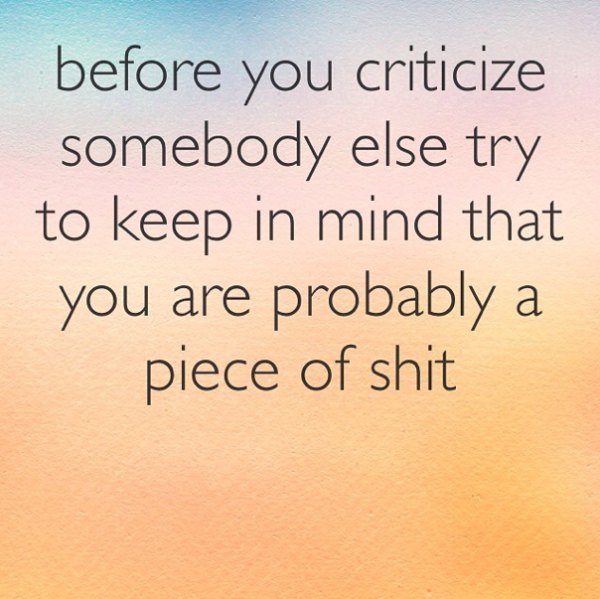 before you criticize
somebody else try
to keep in mind that
you are probably a
piece of shit